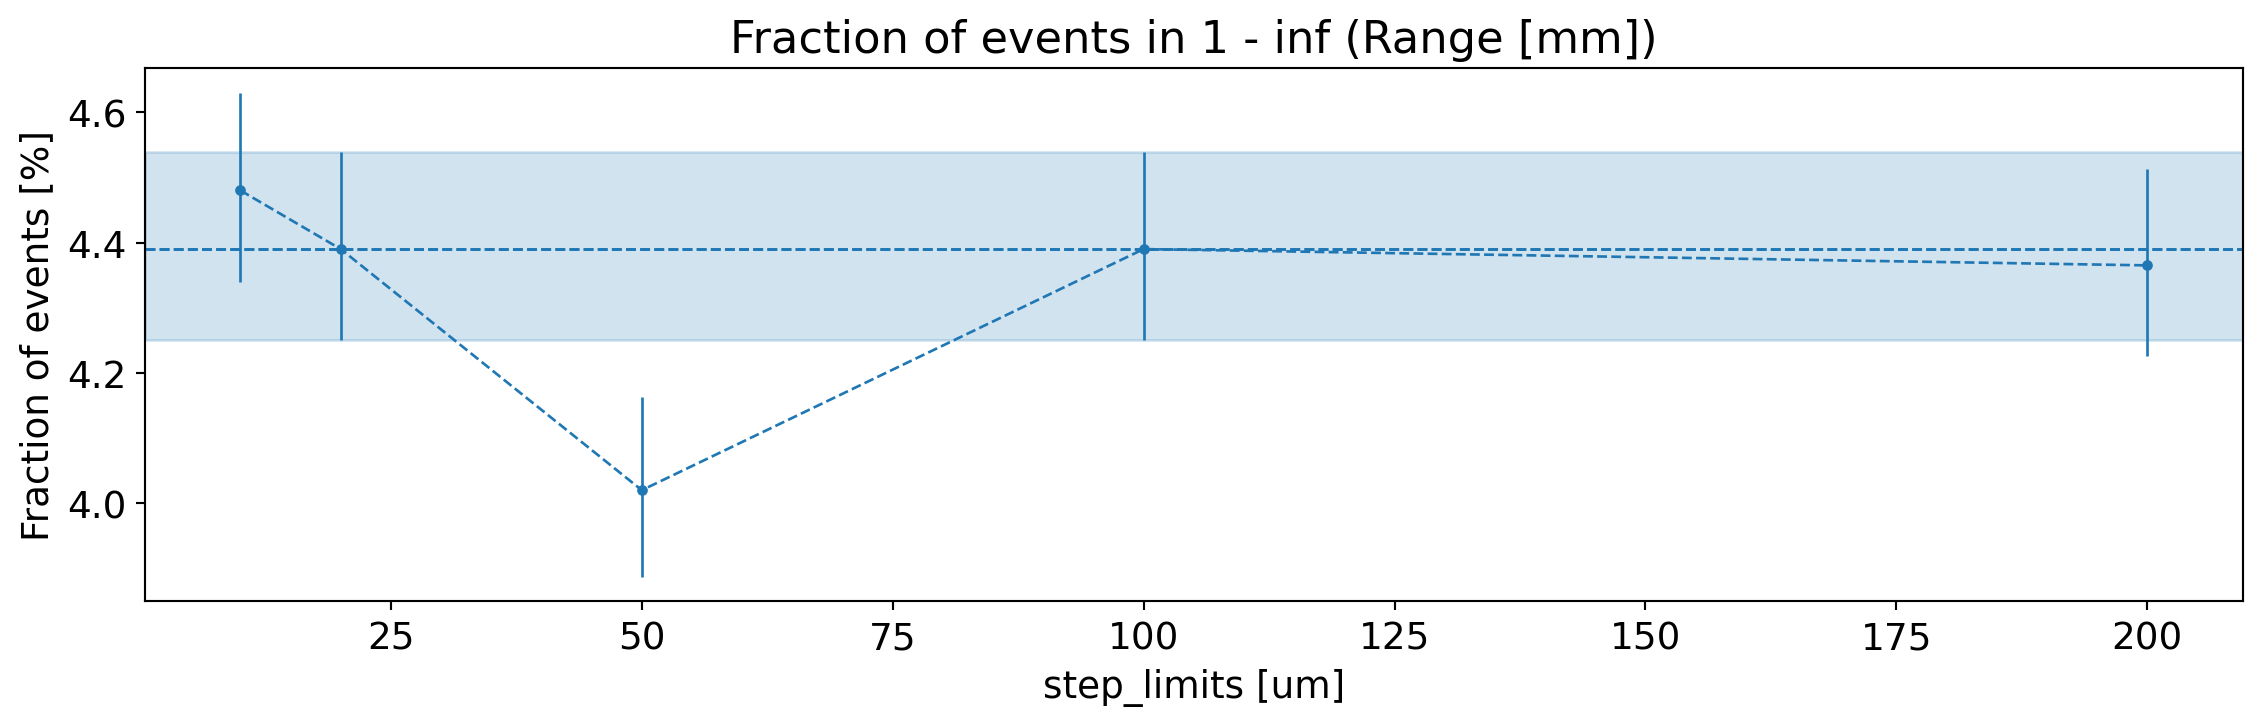 Fraction of events in 1 - inf (Range [mm])
Fraction of events [%]
4.6
4.4
4.2
4.0
25 50 75 100 125 150 175 200
step_limits [um]